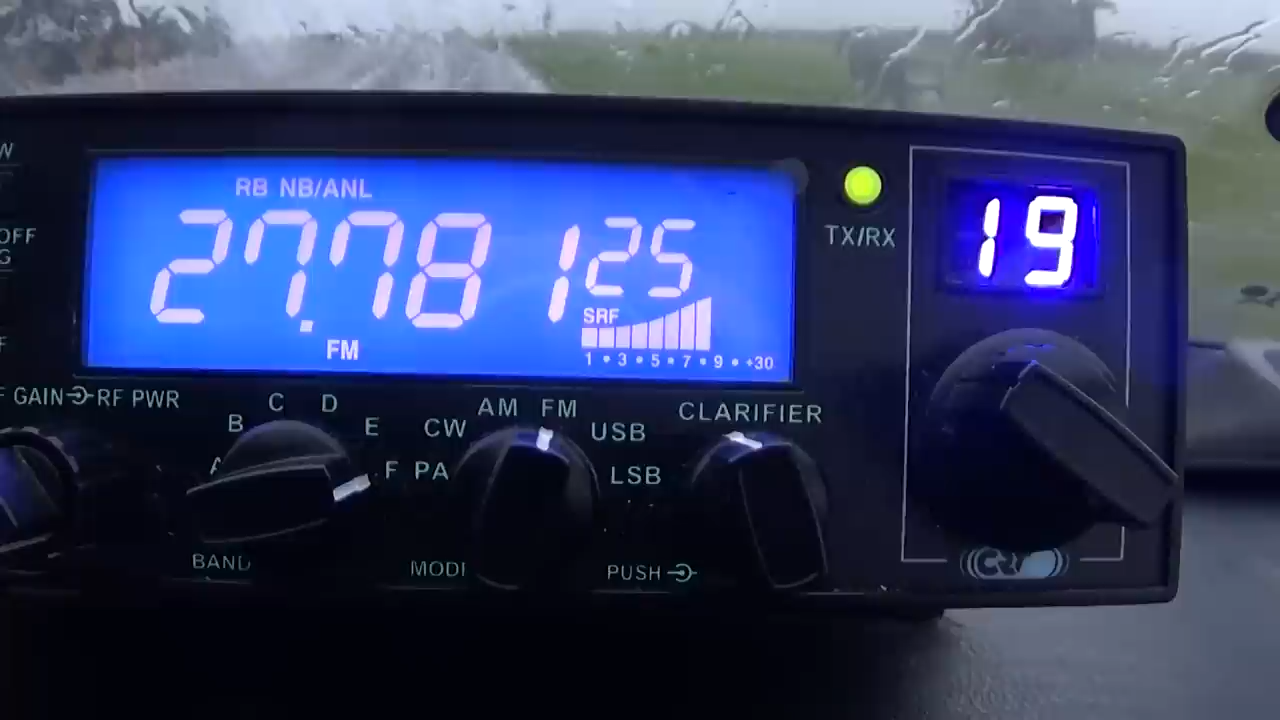 RB NB/ANL
27.78125
SRF
1 • 3 • 5 • 7 • 9 • +30
FM
TX/RX
19
W
OFF
G
F
F GAIN RF PWR
A B C D E F
BAND
PA CW AM FM USB LSB
MODE
CLARIFIER
PUSH